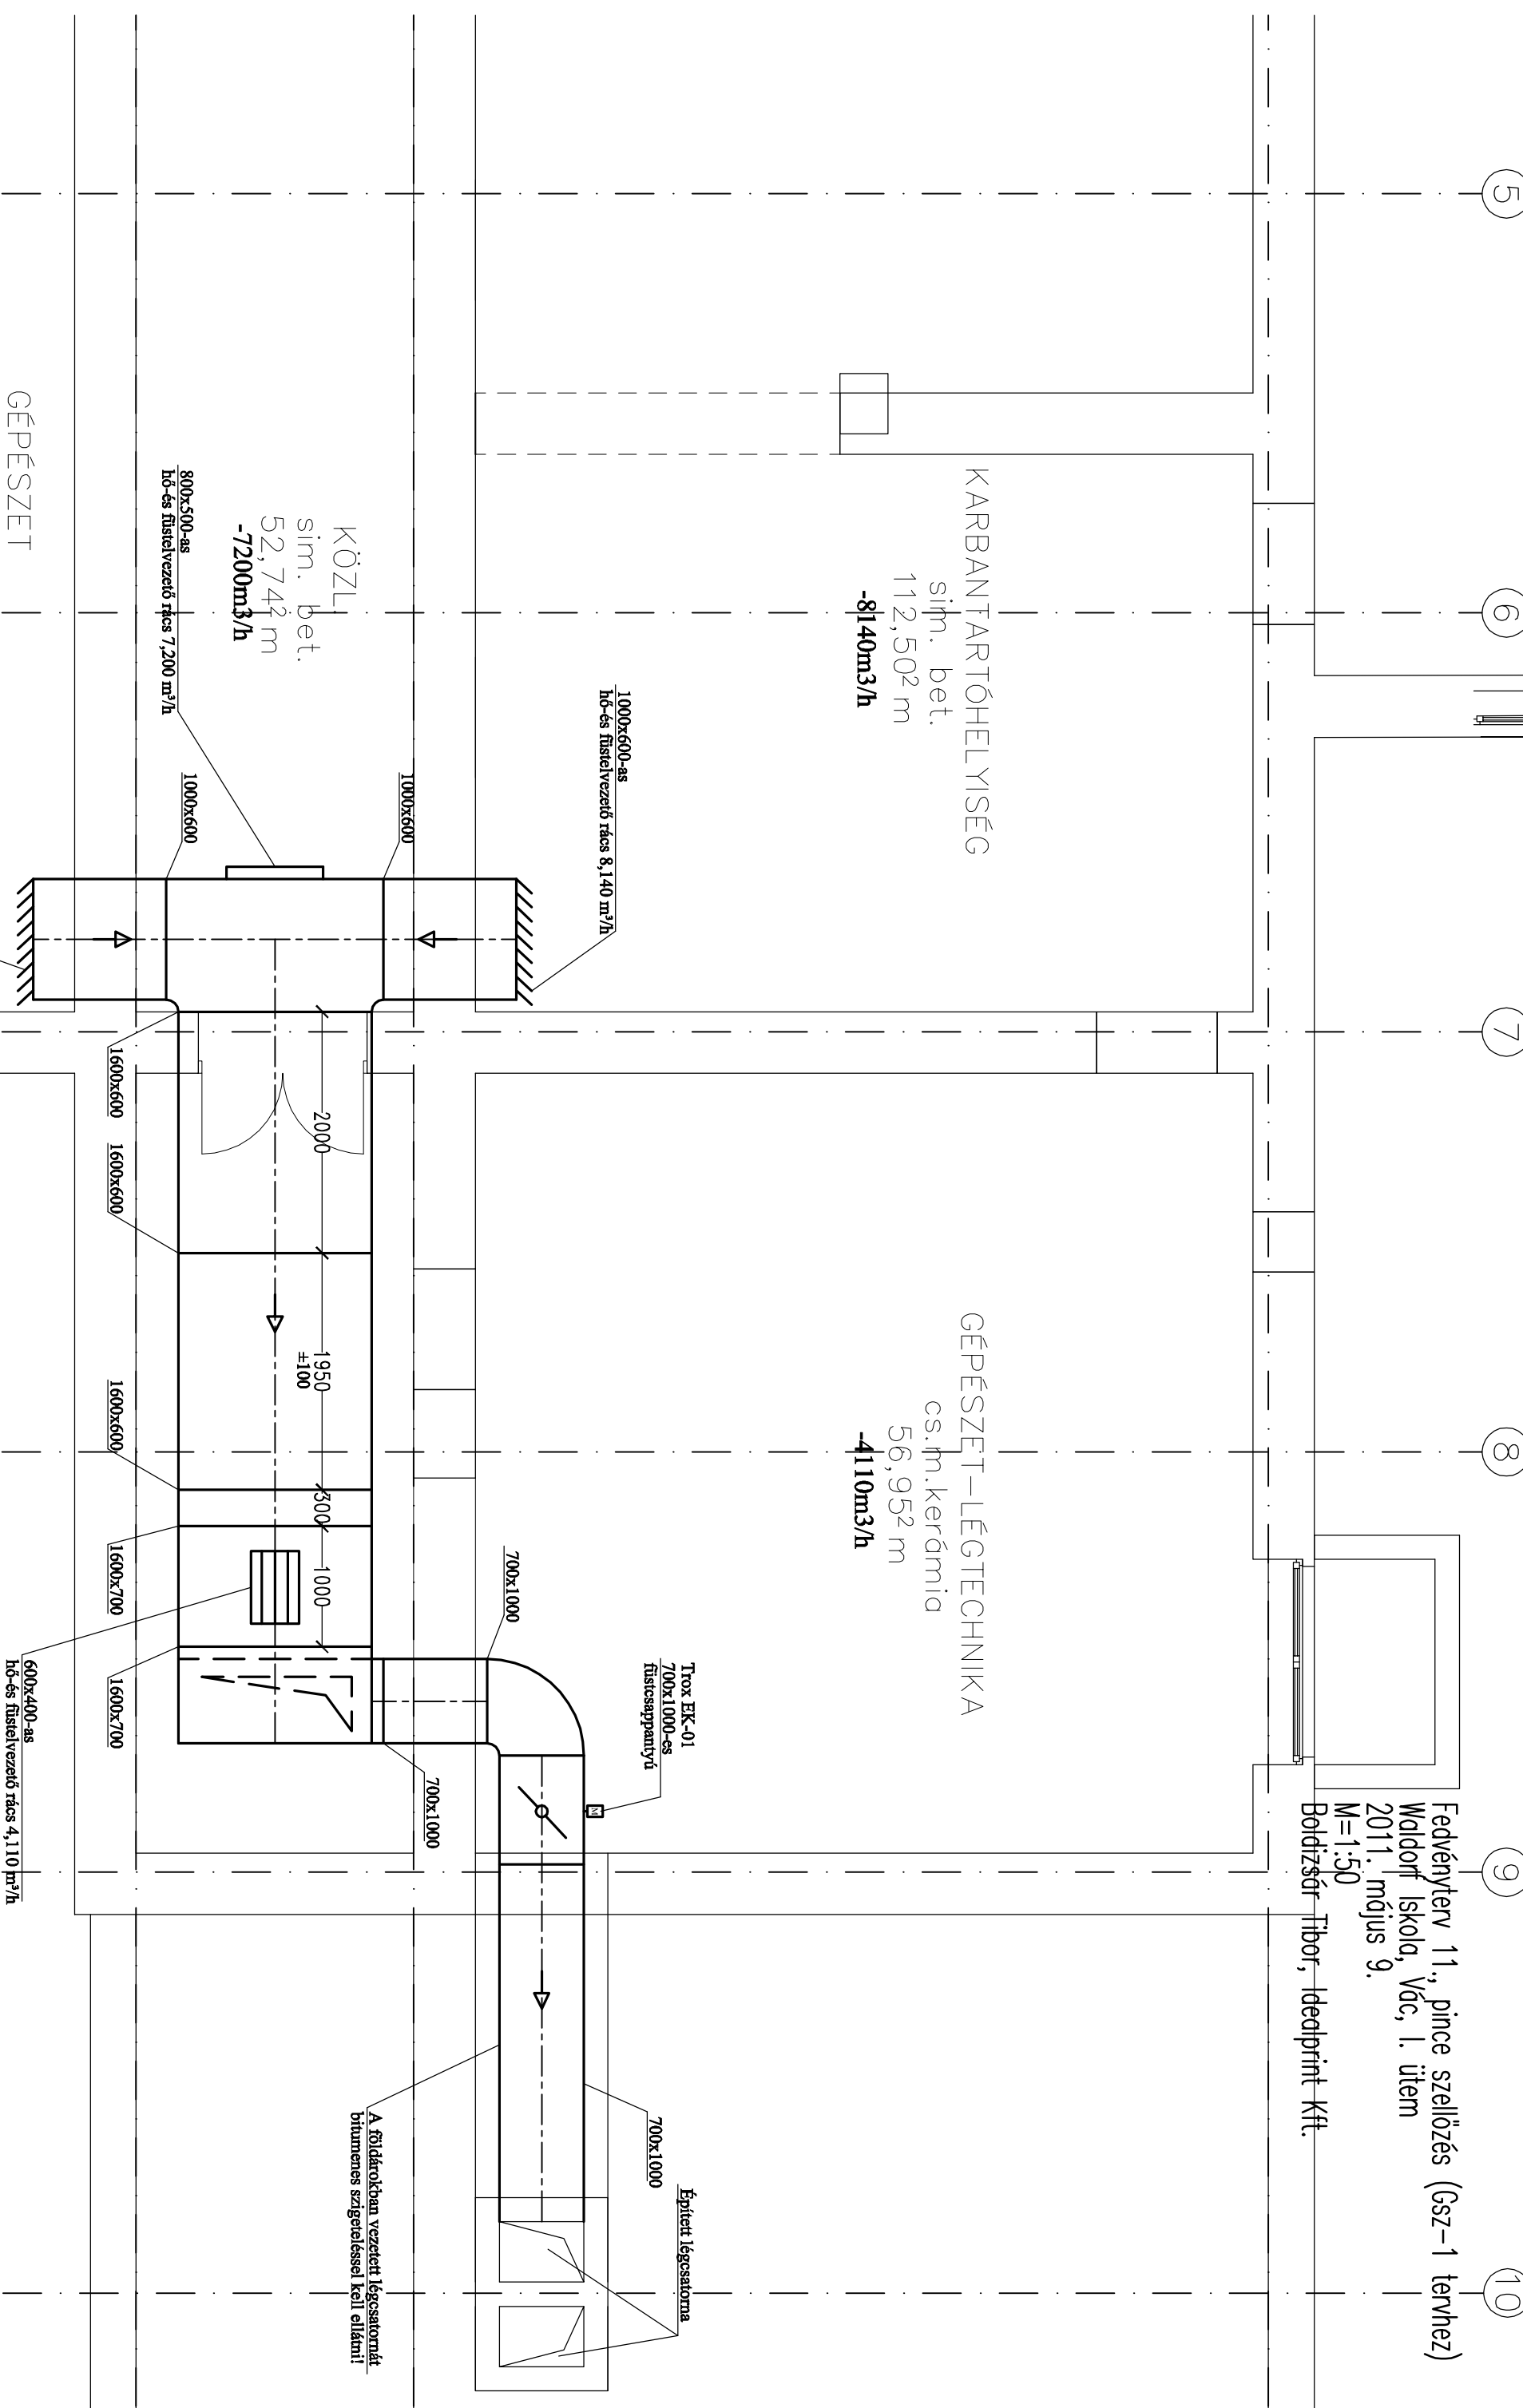 5
6
7
8
9
10
Fedvényterv 11., pince szellőzés (Gsz-1 tervhez)
Waldorf Iskola, Vác, I. ütem
2011. május 9.
M=1:50
Boldizsár Tibor, Idealprint Kft.
KARBANTARTÓHELYISÉG
sim. bet.
112,50² m
-8140m3/h
GÉPÉSZET-LÉGTECHNIKA
cs.m.kerámia
56,95² m
-4110m3/h
1000x600-as
hő-és füstelvezető rács 8,140 m³/h
Trox EK-01
700x1000-es
füstcsappantyú
700x1000
Épített légcsatorna
M
700x1000
700x1000
A földárokban vezetett légcsatornát
bitumenes szigeteléssel kell ellátni!
KÖZL.
sim. bet.
52,74² m
-7200m3/h
800x500-as
hő-és füstelvezető rács 7,200 m³/h
1000x600
1000x600
2000
1950
±100
300
1000
1600x600
1600x600
1600x600
1600x700
1600x700
600x400-as
hő-és füstelvezető rács 4,110 m³/h
GÉPÉSZET